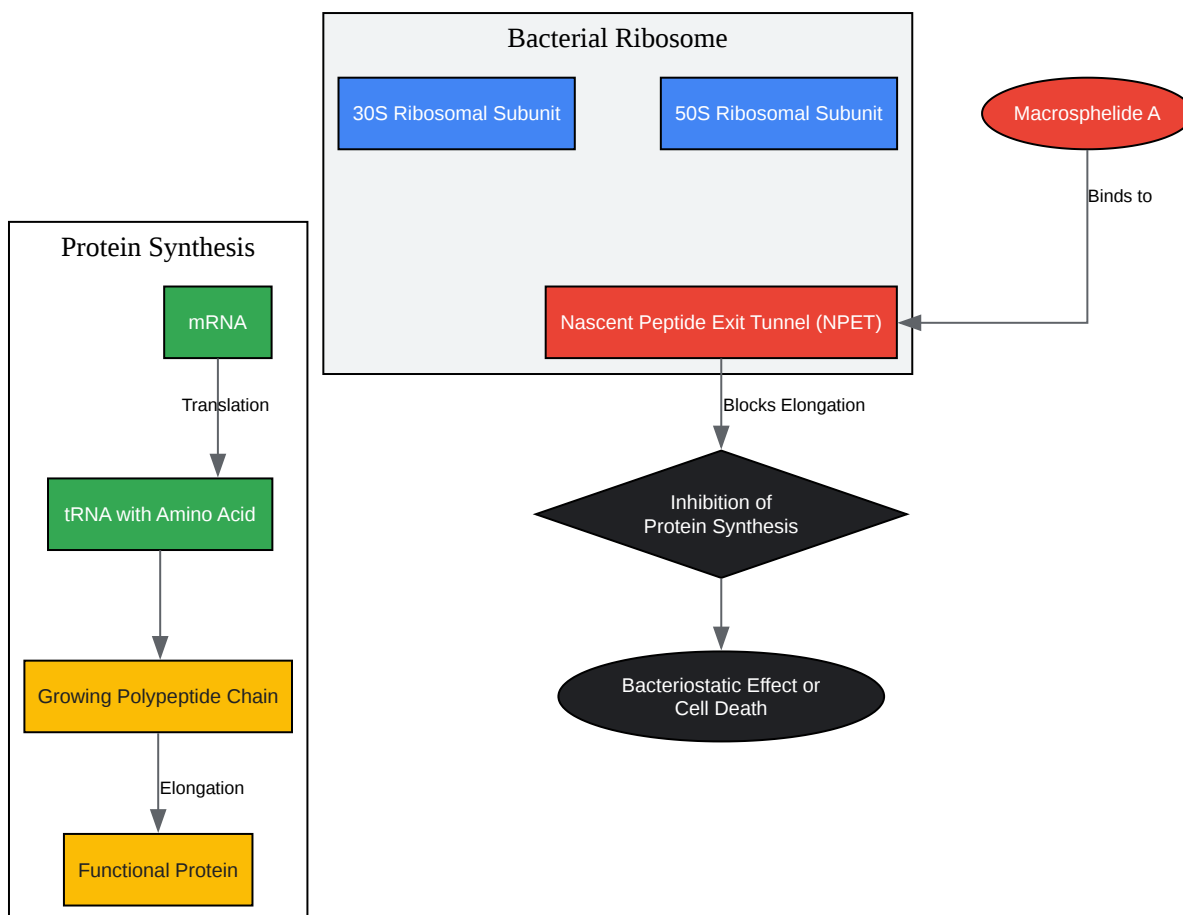 Bacterial Ribosome
30S Ribosomal Subunit
50S Ribosomal Subunit
Macrosphelide A
Binds to
Nascent Peptide Exit Tunnel (NPET)
Blocks Elongation
Inhibition of
Protein Synthesis
Bacteriostatic Effect or
Cell Death
Protein Synthesis
mRNA
Translation
tRNA with Amino Acid
Growing Polypeptide Chain
Elongation
Functional Protein